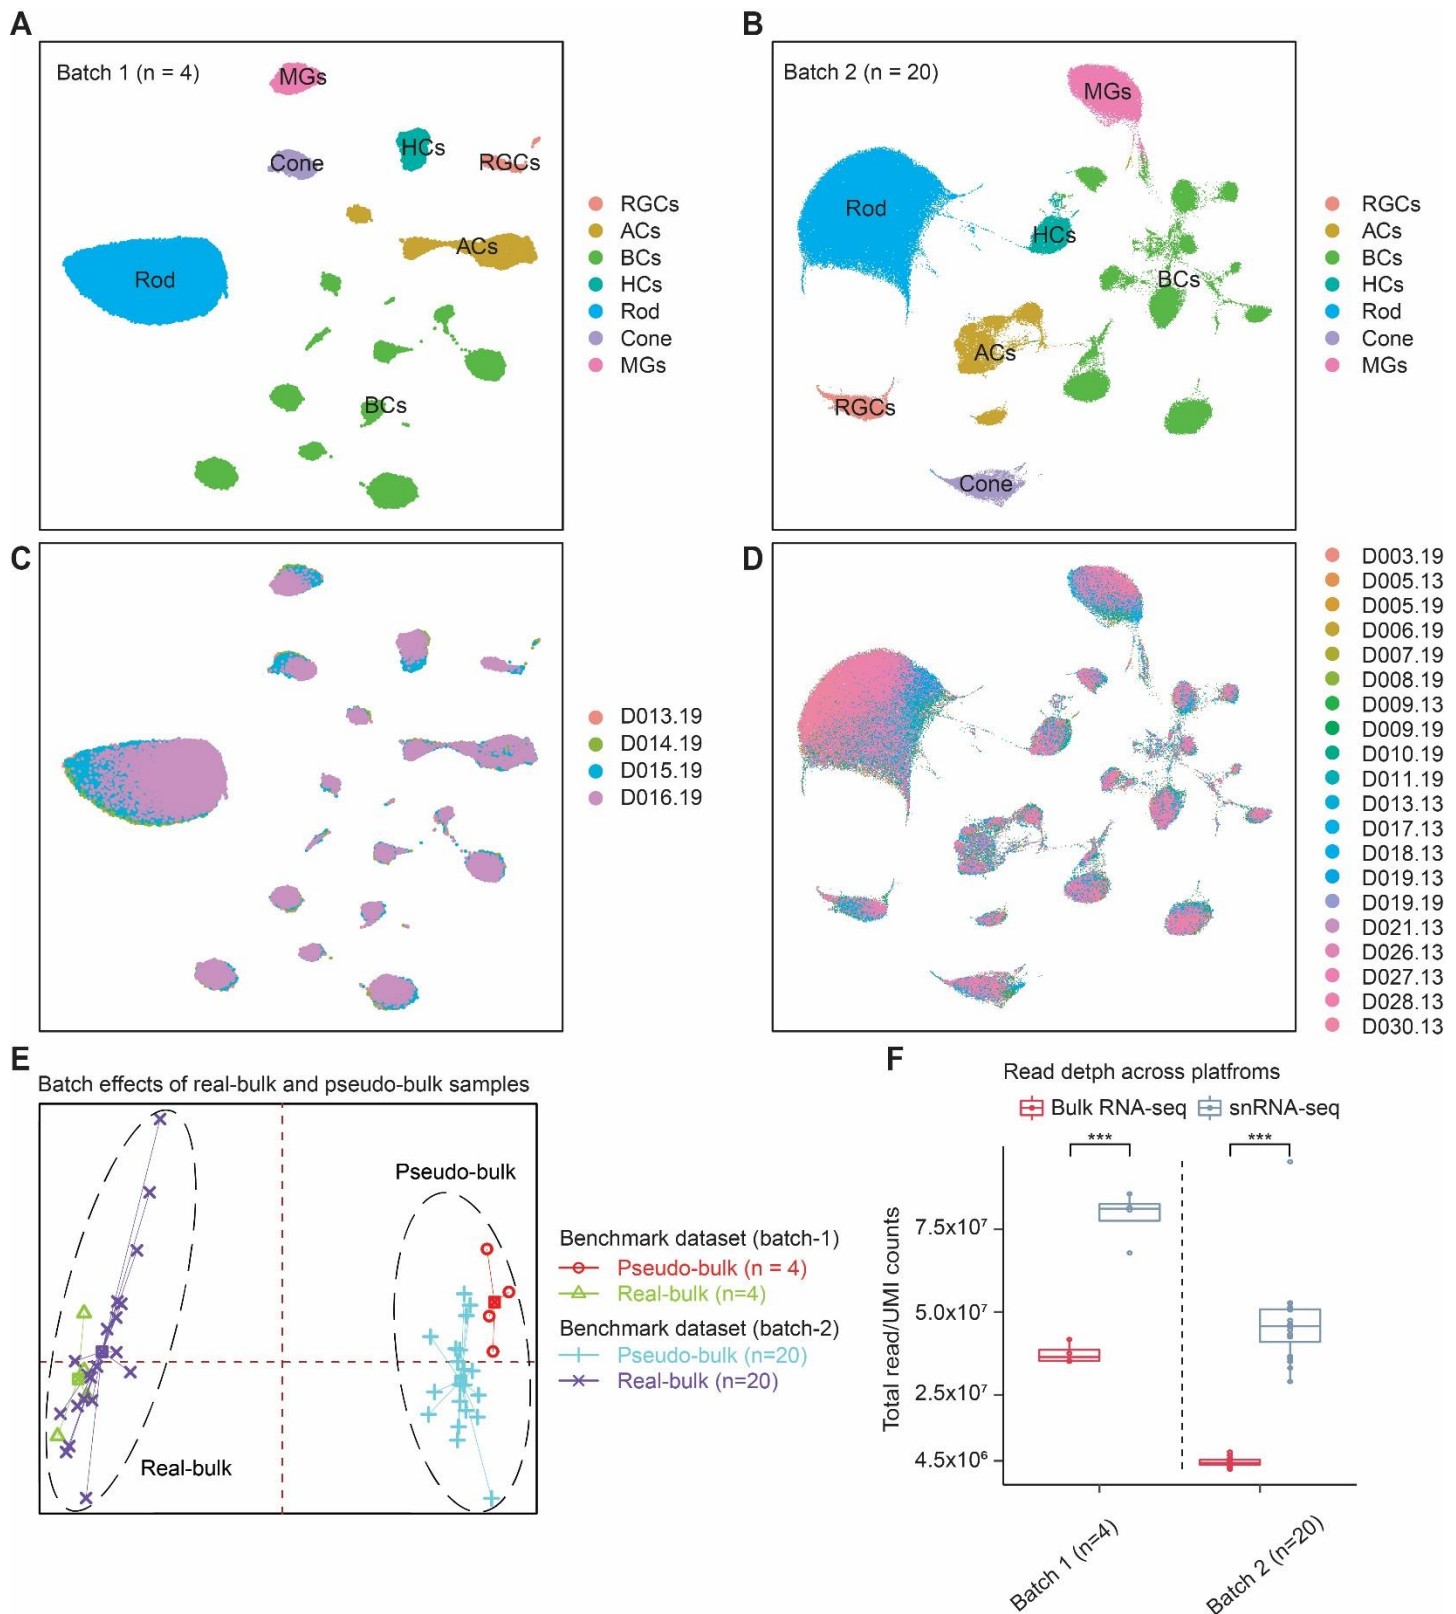 A
Batch 1 (n = 4)
MGs
HCs
Cone
RGCs
ACs
Rod
BCs
RGCs
ACs
BCs
HCs
Rod
Cone
MGs
B
Batch 2 (n = 20)
MGs
Rod
HCs
BCs
ACs
RGCs
Cone
RGCs
ACs
BCs
HCs
Rod
Cone
MGs
C
D013.19
D014.19
D015.19
D016.19
D
D003.19
D005.13
D005.19
D006.19
D007.19
D008.19
D009.13
D009.19
D010.19
D011.19
D013.13
D017.13
D018.13
D019.13
D019.19
D021.13
D026.13
D027.13
D028.13
D030.13
E
Batch effects of real-bulk and pseudo-bulk samples
Pseudo-bulk
Real-bulk
Benchmark dataset (batch-1)
Pseudo-bulk (n = 4)
Real-bulk (n=4)
Benchmark dataset (batch-2)
Pseudo-bulk (n=20)
Real-bulk (n=20)
F
Read detph across platfroms
Bulk RNA-seq snRNA-seq
*** ***
Total read/UMI counts
7.5x10⁷
5.0x10⁷
2.5x10⁷
4.5x10⁶
Batch 1 (n=4)
Batch 2 (n=20)